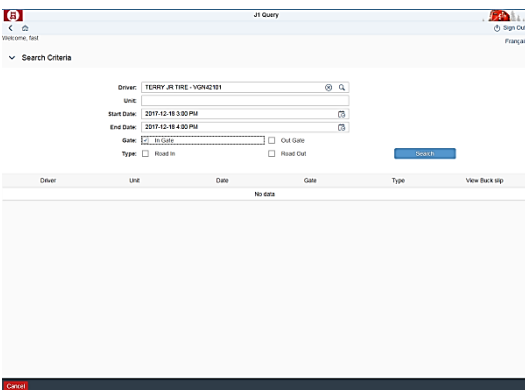 J1 Query
Sign Out
Welcome, fast
Français
Search Criteria
Driver: TERRY JR TIRE - VGN42101
Unit:
Start Date: 2017-12-18 3:00 PM
End Date: 2017-12-18 4:00 PM
Gate: In Gate Out Gate
Type: Road In Road Out Search
Driver Unit Date Gate Type View Buck slip
No data
Cancel